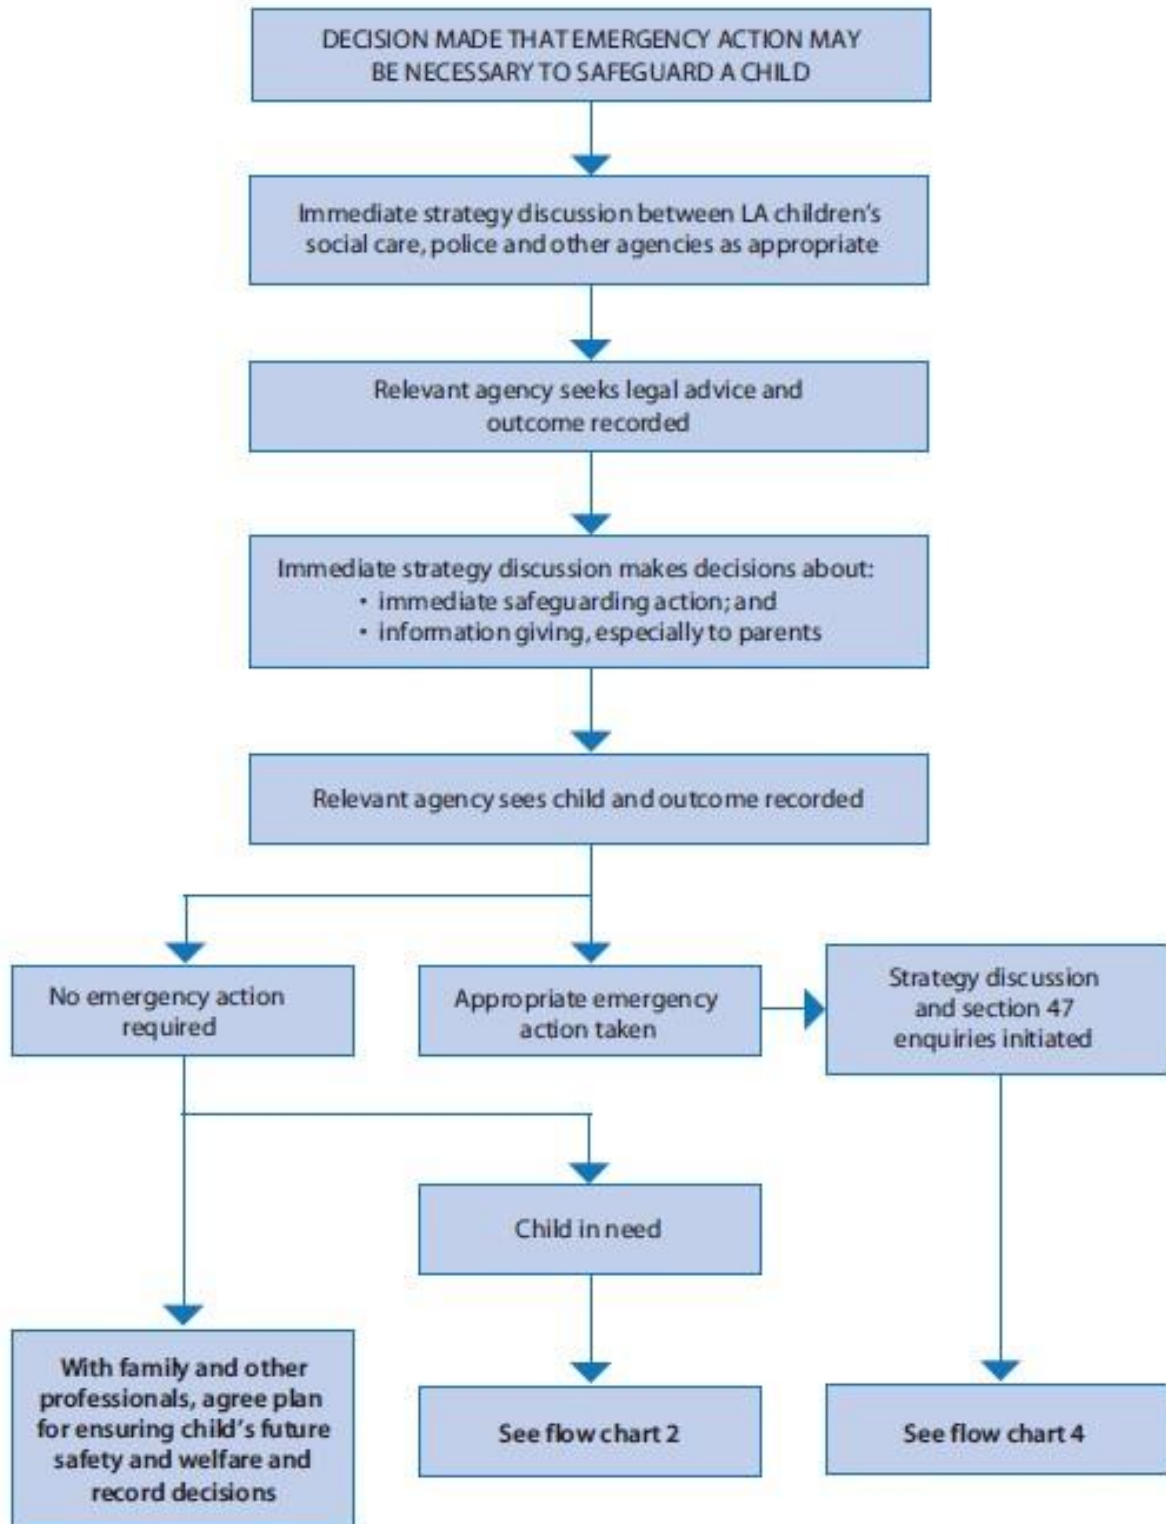 DECISION MADE THAT EMERGENCY ACTION MAY
BE NECESSARY TO SAFEGUARD A CHILD
Immediate strategy discussion between LA children's
social care, police and other agencies as appropriate
Relevant agency seeks legal advice and
outcome recorded
Immediate strategy discussion makes decisions about:
• immediate safeguarding action; and
• information giving, especially to parents
Relevant agency sees child and outcome recorded
No emergency action
required
Appropriate emergency
action taken
Strategy discussion
and section 47
enquiries initiated
Child in need
With family and other
professionals, agree plan
for ensuring child's future
safety and welfare and
record decisions
See flow chart 2
See flow chart 4